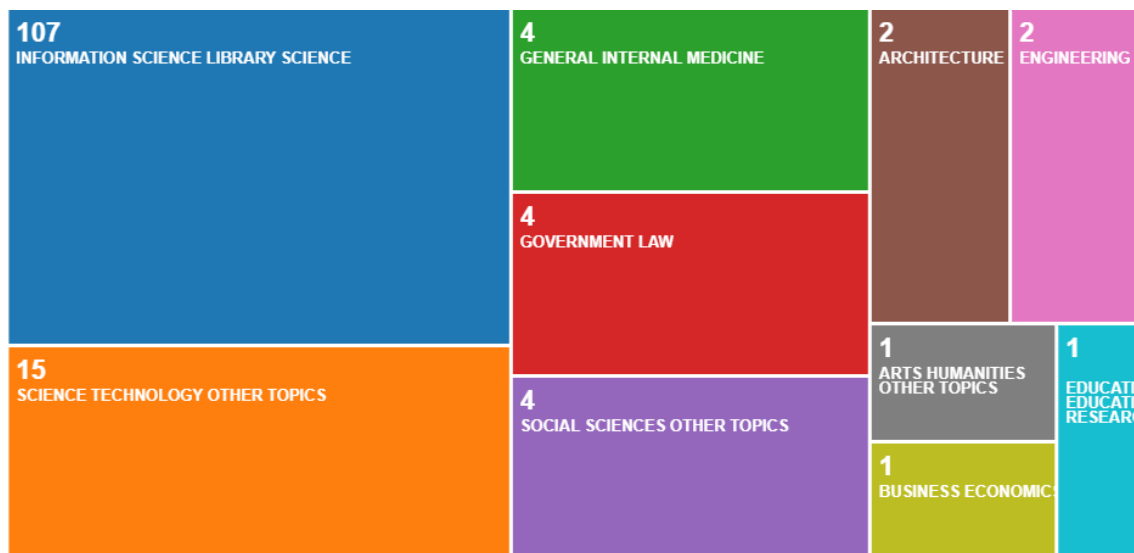 107
INFORMATION SCIENCE LIBRARY SCIENCE
15
SCIENCE TECHNOLOGY OTHER TOPICS
4
GENERAL INTERNAL MEDICINE
4
GOVERNMENT LAW
4
SOCIAL SCIENCES OTHER TOPICS
2
ARCHITECTURE
2
ENGINEERING
1
ARTS HUMANITIES
OTHER TOPICS
1
BUSINESS ECONOMICS
1